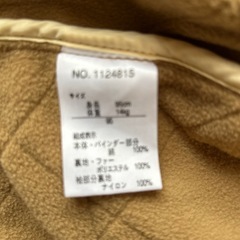 NO. 1124615
サイズ
身長 95cm
体重 14kg
95
組成表示
本体・バインダー部分
綿 100%
裏地・ファー
ポリエステル 100%
袖部分裏地
ナイロン 100%